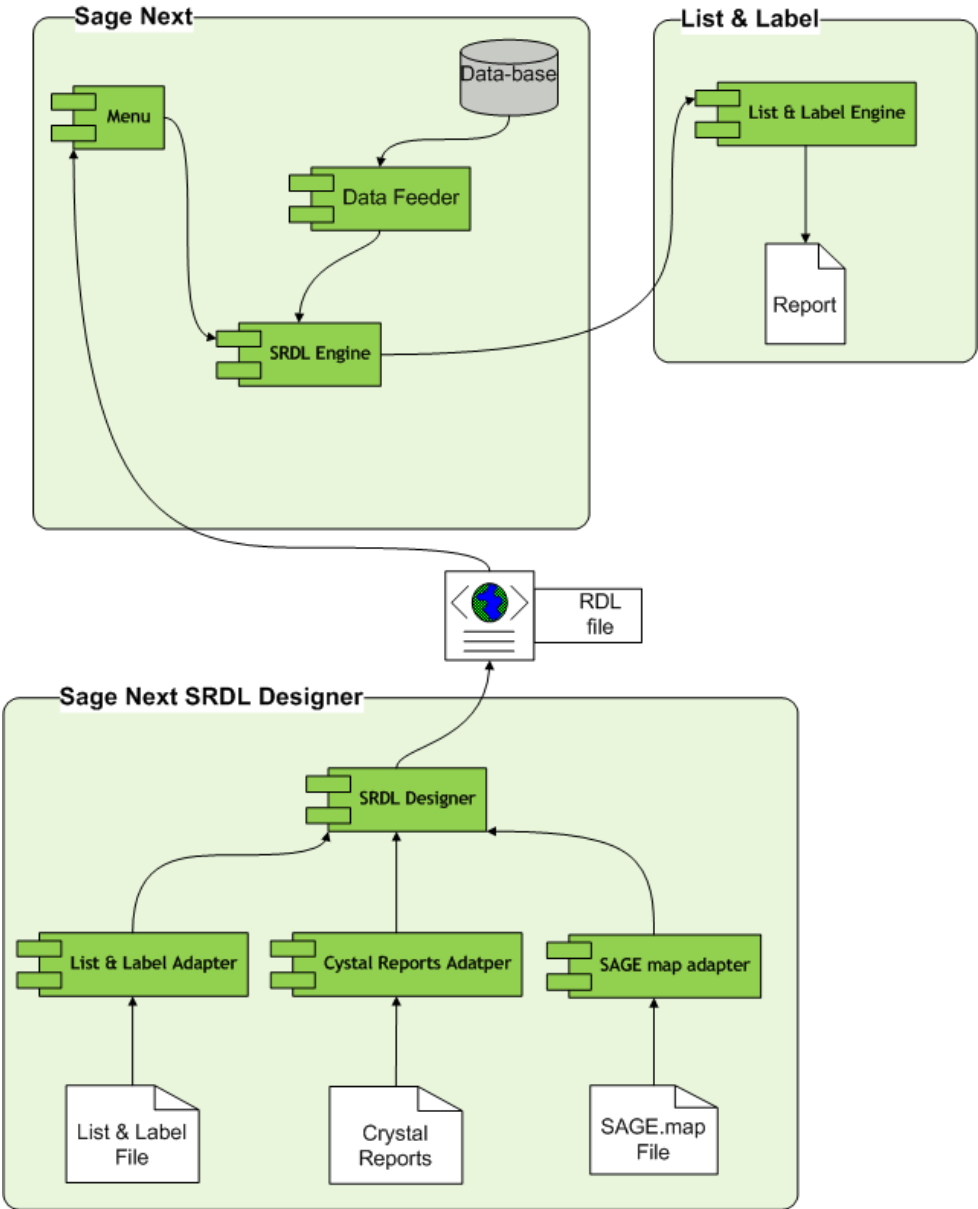 Sage Next
List & Label
Data-base
Menu
List & Label Engine
Data Feeder
Report
SRDL Engine
RDL
file
Sage Next SRDL Designer
SRDL Designer
List & Label Adapter
Cystal Reports Adatper
SAGE map adapter
List & Label
File
Crystal
Reports
SAGE.map
File